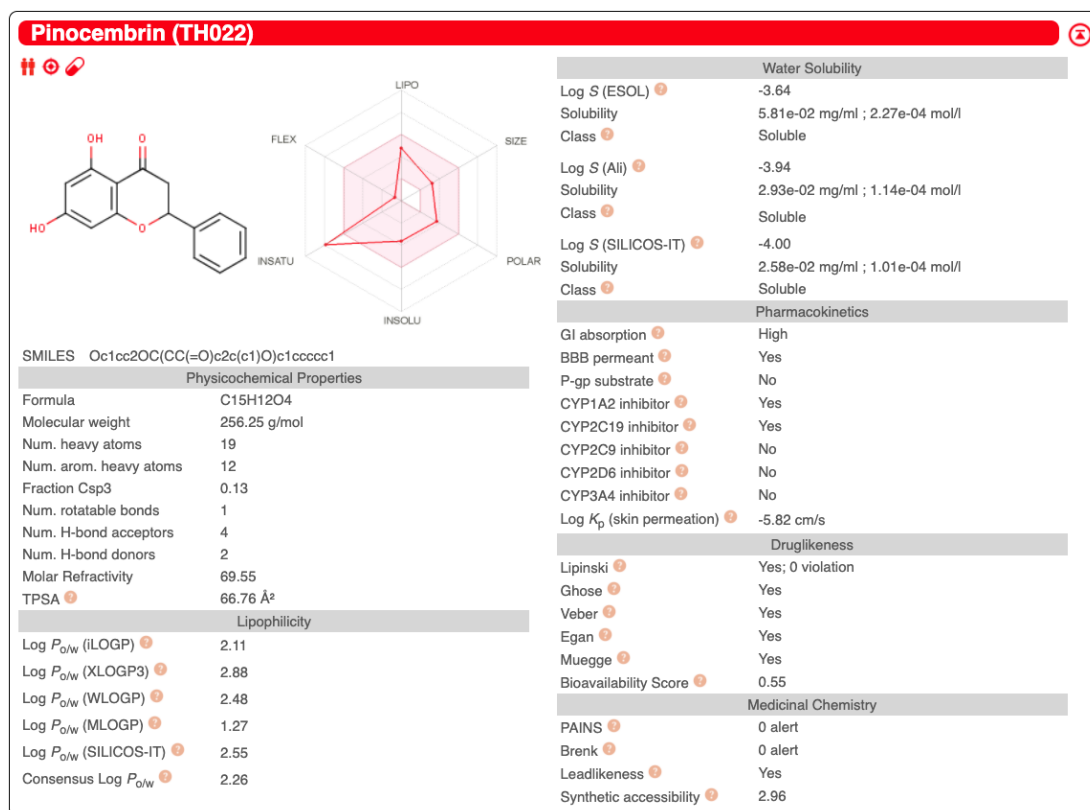 Pinocembrin (TH022)
LIPO
FLEX
SIZE
OH
O
HO
O
INSATU
POLAR
INSOLU
SMILES Oc1cc2OC(CC(=O)c2c(c1)O)c1ccccc1
Physicochemical Properties
Formula C15H12O4
Molecular weight 256.25 g/mol
Num. heavy atoms 19
Num. arom. heavy atoms 12
Fraction Csp3 0.13
Num. rotatable bonds 1
Num. H-bond acceptors 4
Num. H-bond donors 2
Molar Refractivity 69.55
TPSA ? 66.76 Å²
Lipophilicity
Log Po/w (iLOGP) ? 2.11
Log Po/w (XLOGP3) ? 2.88
Log Po/w (WLOGP) ? 2.48
Log Po/w (MLOGP) ? 1.27
Log Po/w (SILICOS-IT) ? 2.55
Consensus Log Po/w ? 2.26
Water Solubility
Log S (ESOL) ? -3.64
Solubility 5.81e-02 mg/ml ; 2.27e-04 mol/l
Class ? Soluble
Log S (Ali) ? -3.94
Solubility 2.93e-02 mg/ml ; 1.14e-04 mol/l
Class ? Soluble
Log S (SILICOS-IT) ? -4.00
Solubility 2.58e-02 mg/ml ; 1.01e-04 mol/l
Class ? Soluble
Pharmacokinetics
GI absorption ? High
BBB permeant ? Yes
P-gp substrate ? No
CYP1A2 inhibitor ? Yes
CYP2C19 inhibitor ? Yes
CYP2C9 inhibitor ? No
CYP2D6 inhibitor ? No
CYP3A4 inhibitor ? No
Log Kp (skin permeation) ? -5.82 cm/s
Druglikeness
Lipinski ? Yes; 0 violation
Ghose ? Yes
Veber ? Yes
Egan ? Yes
Muegge ? Yes
Bioavailability Score ? 0.55
Medicinal Chemistry
PAINS ? 0 alert
Brenk ? 0 alert
Leadlikeness ? Yes
Synthetic accessibility ? 2.96